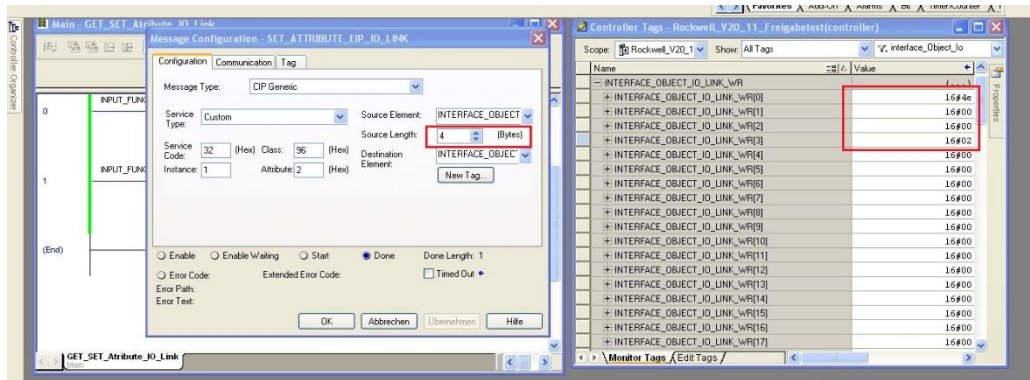 Favorites Add-On Alarms Bit Timer/Counter
Controller Organizer
Main - GET_SET_Atribute_IO_Link
0
INPUT_FUNC
1
INPUT_FUNC
(End)
GET_SET_Atribute_IO_Link
Main
Message Configuration - SET_ATTRIBUTE_EIP_IO_LINK
Configuration Communication Tag
Message Type: CIP Generic
Service Type: Custom
Source Element: INTERFACE_OBJECT
Source Length: 4 (Bytes)
Service Code: 32 (Hex) Class: 96 (Hex)
Destination Element: INTERFACE_OBJEC
Instance: 1 Attribute: 2 (Hex)
New Tag...
Enable Enable Waiting Start Done Done Length: 1
Error Code: Extended Error Code: Timed Out
Error Path:
Error Text:
OK Abbrechen Übernehmen Hilfe
Controller Tags - Rockwell_V20_11_Freigabetest(controller)
Scope: Rockwell_V20_1 Show: All Tags interface_Object_Io
Name Value
INTERFACE_OBJECT_IO_LINK_WR {...}
INTERFACE_OBJECT_IO_LINK_WR[0] 16#4e
INTERFACE_OBJECT_IO_LINK_WR[1] 16#00
INTERFACE_OBJECT_IO_LINK_WR[2] 16#00
INTERFACE_OBJECT_IO_LINK_WR[3] 16#02
INTERFACE_OBJECT_IO_LINK_WR[4] 16#00
INTERFACE_OBJECT_IO_LINK_WR[5] 16#00
INTERFACE_OBJECT_IO_LINK_WR[6] 16#00
INTERFACE_OBJECT_IO_LINK_WR[7] 16#00
INTERFACE_OBJECT_IO_LINK_WR[8] 16#00
INTERFACE_OBJECT_IO_LINK_WR[9] 16#00
INTERFACE_OBJECT_IO_LINK_WR[10] 16#00
INTERFACE_OBJECT_IO_LINK_WR[11] 16#00
INTERFACE_OBJECT_IO_LINK_WR[12] 16#00
INTERFACE_OBJECT_IO_LINK_WR[13] 16#00
INTERFACE_OBJECT_IO_LINK_WR[14] 16#00
INTERFACE_OBJECT_IO_LINK_WR[15] 16#00
INTERFACE_OBJECT_IO_LINK_WR[16] 16#00
INTERFACE_OBJECT_IO_LINK_WR[17] 16#00
Monitor Tags Edit Tags
Properties